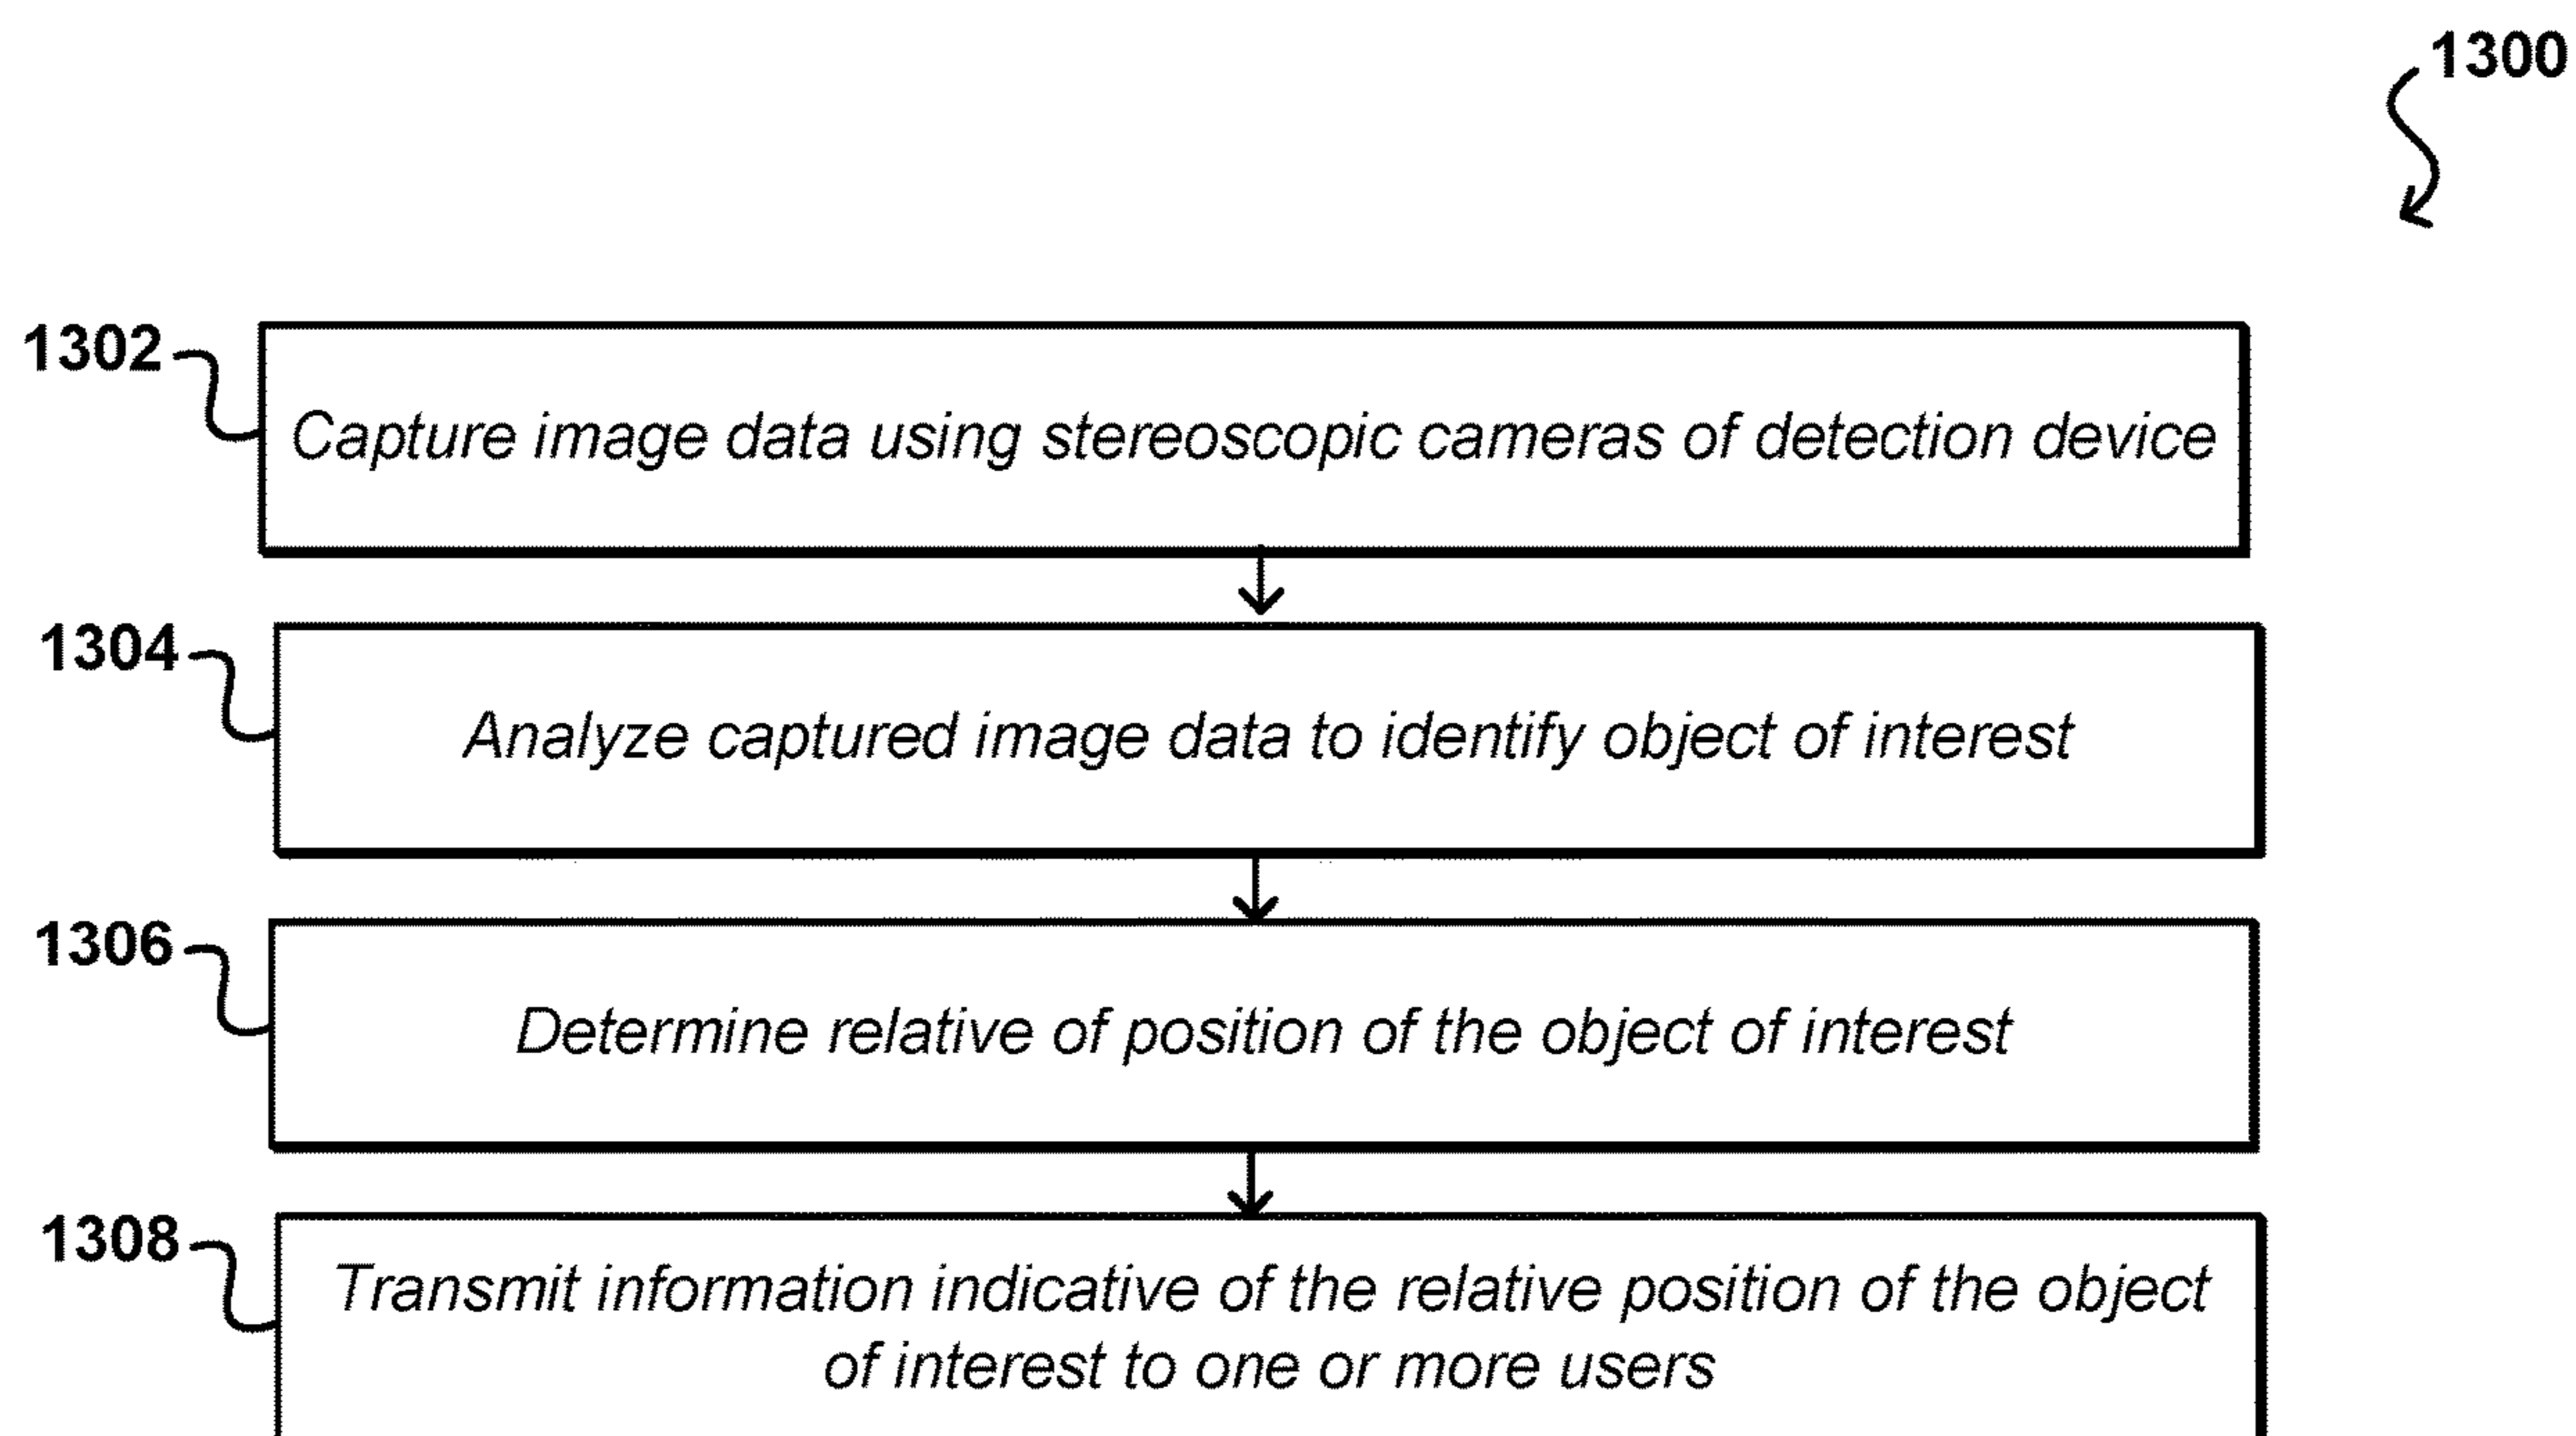 1300
1302
Capture image data using stereoscopic cameras of detection device
1304
Analyze captured image data to identify object of interest
1306
Determine relative of position of the object of interest
1308
Transmit information indicative of the relative position of the object
of interest to one or more users